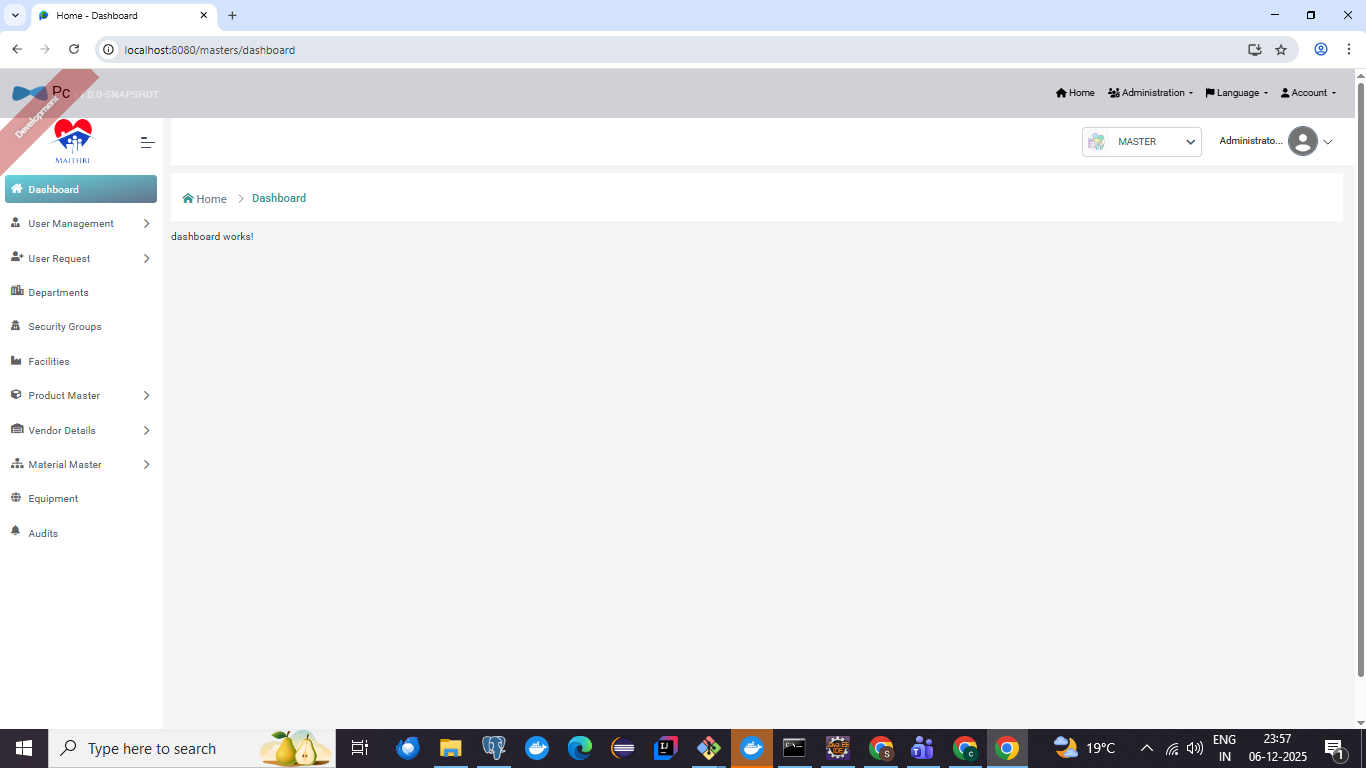 Home - Dashboard
localhost:8080/masters/dashboard
Development
Pc v1.0.0-SNAPSHOT
Home Administration Language Account
MAITHRI
MASTER Administrato...
Dashboard
Home > Dashboard
dashboard works!
User Management
User Request
Departments
Security Groups
Facilities
Product Master
Vendor Details
Material Master
Equipment
Audits
Type here to search
19°C
ENG
IN
23:57
06-12-2025
1